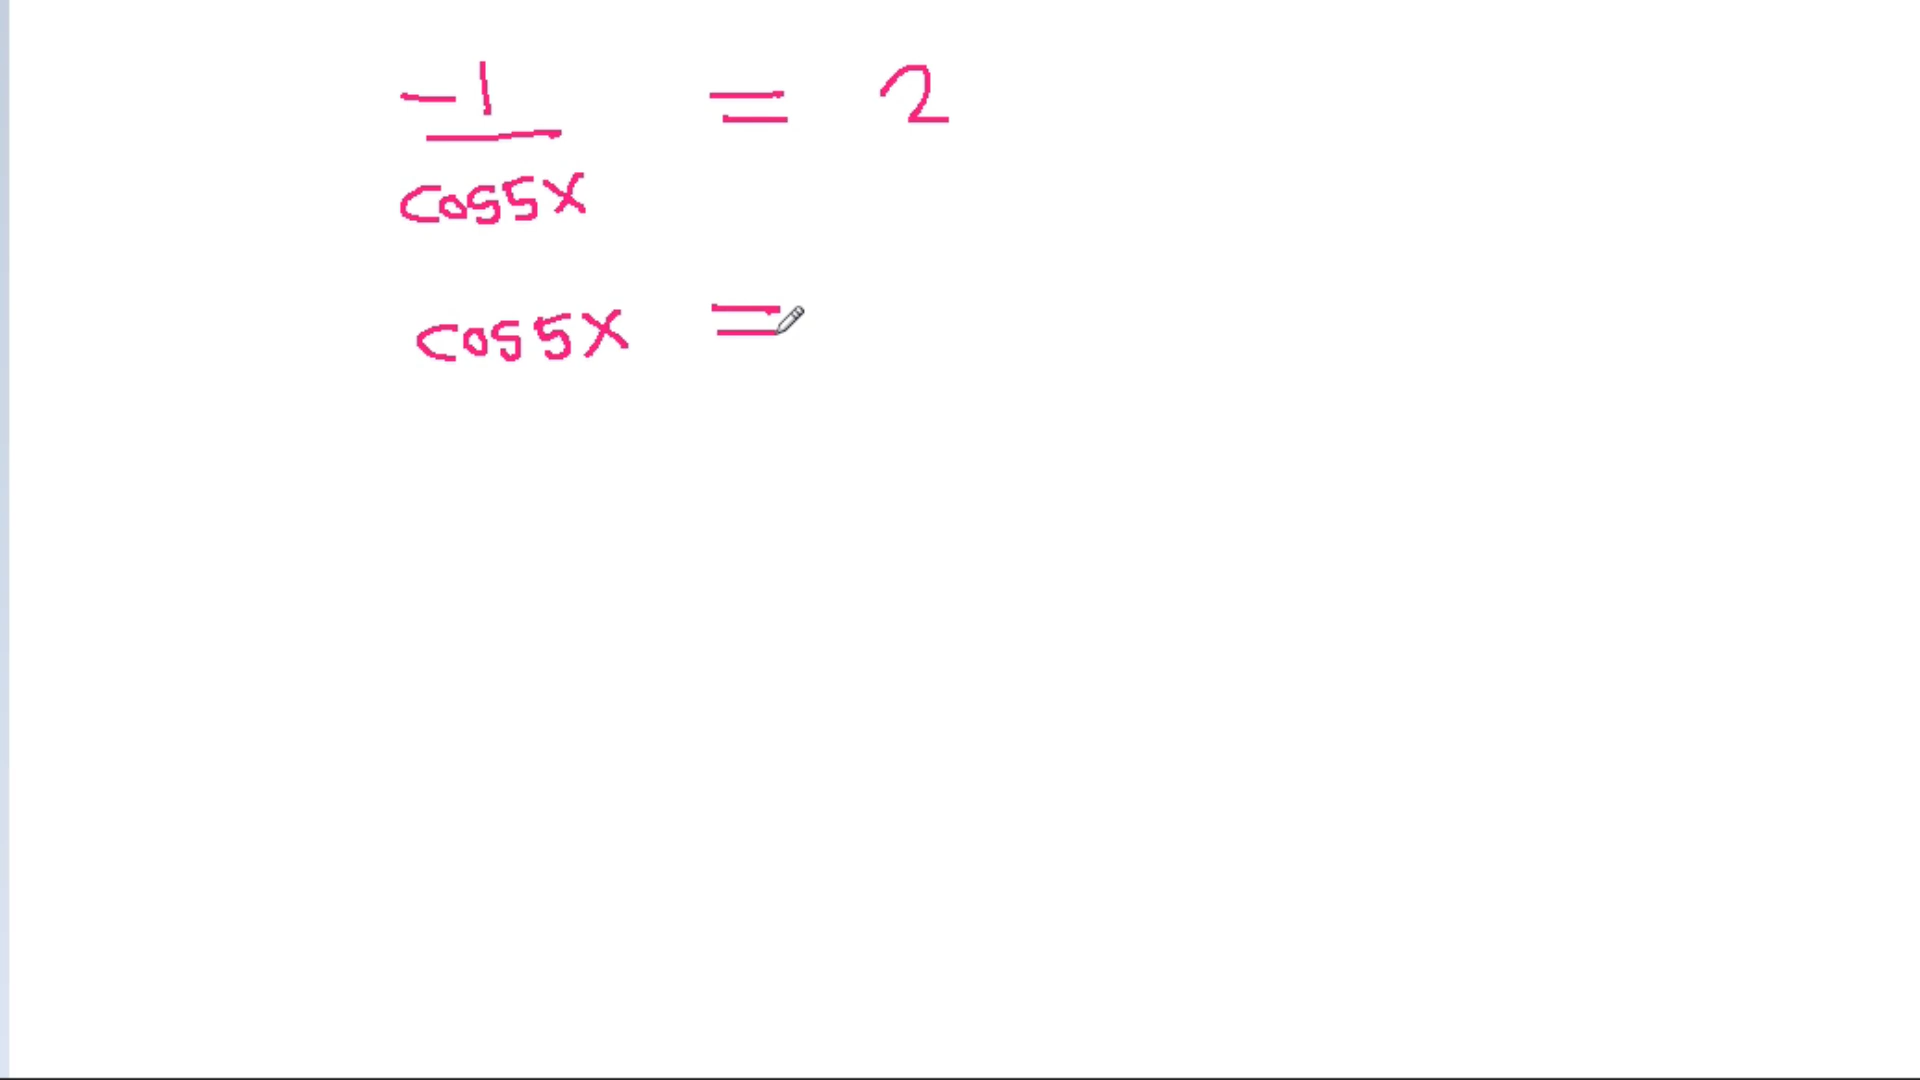 -1/cos5x = 2
cos5x =